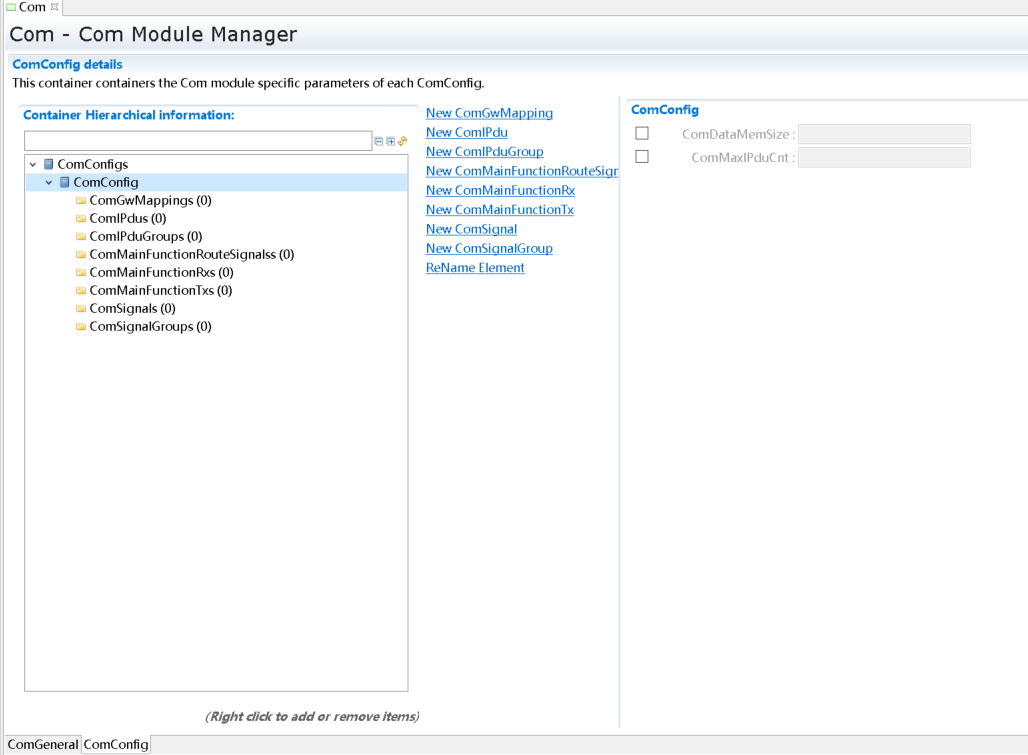 Com
Com - Com Module Manager
ComConfig details
This container containers the Com module specific parameters of each ComConfig.
Container Hierarchical information:
ComConfigs
ComConfig
ComGwMappings (0)
ComIPdus (0)
ComIPduGroups (0)
ComMainFunctionRouteSignalss (0)
ComMainFunctionRxs (0)
ComMainFunctionTxs (0)
ComSignals (0)
ComSignalGroups (0)
(Right click to add or remove items)
New ComGwMapping
New ComIPdu
New ComIPduGroup
New ComMainFunctionRouteSigr
New ComMainFunctionRx
New ComMainFunctionTx
New ComSignal
New ComSignalGroup
ReName Element
ComConfig
ComDataMemSize :
ComMaxIPduCnt :
ComGeneral ComConfig